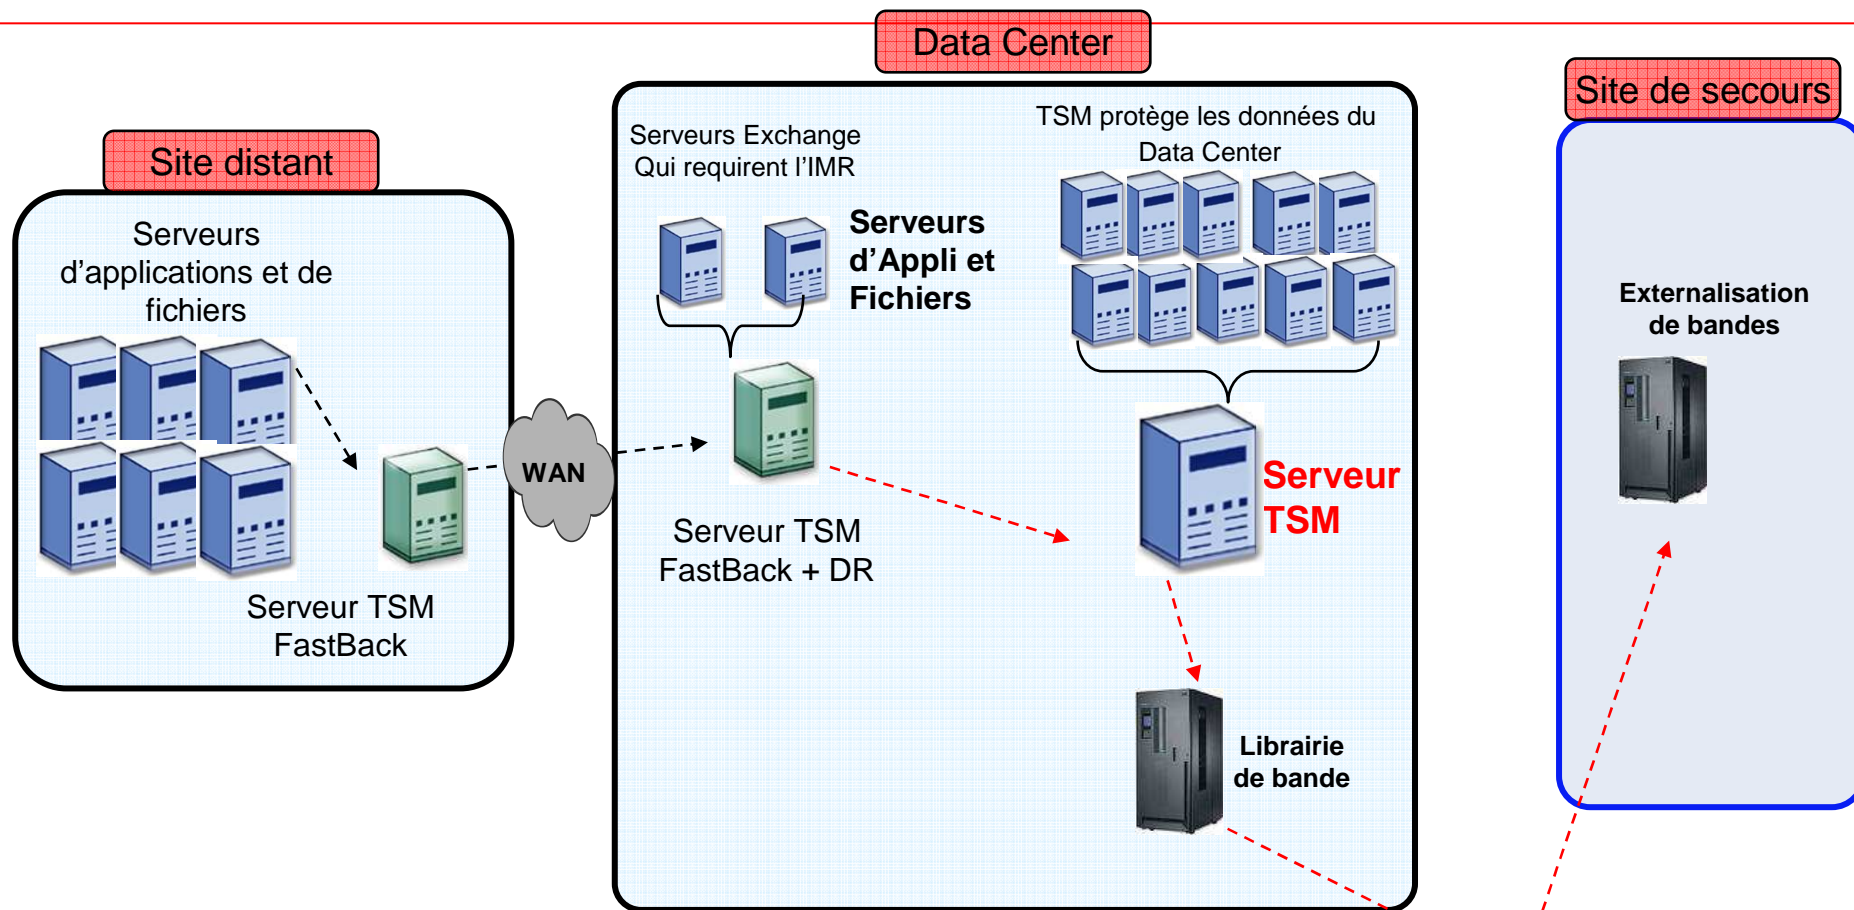 Data Center
Site de secours
Site distant
Serveurs
d'applications et de
fichiers
Serveur TSM
FastBack
WAN
Serveurs Exchange
Qui requirent l'IMR
Serveurs
d'Appli et
Fichiers
Serveur TSM
FastBack + DR
TSM protège les données du
Data Center
Serveur
TSM
Librairie
de bande
Externalisation
de bandes